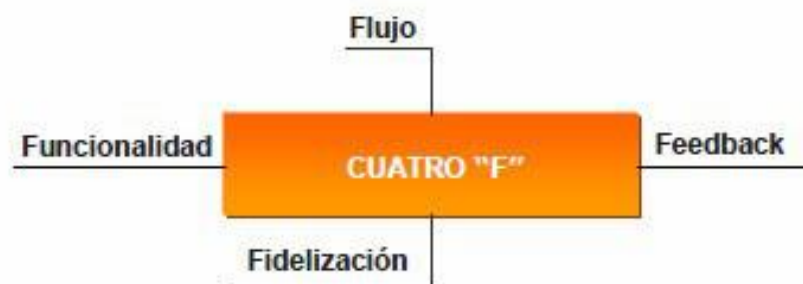 Flujo
Funcionalidad
CUATRO "F"
Feedback
Fidelización